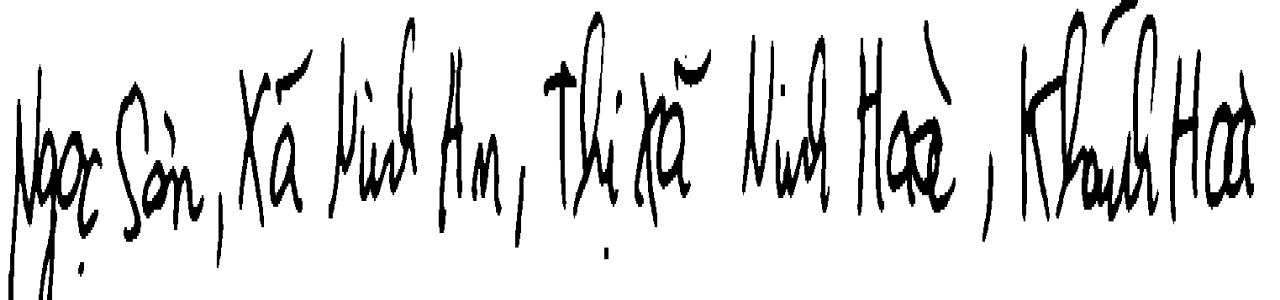 Ngọc Sơn, Xã Ninh An, Thị xã Ninh Hoà, Khánh Hoà